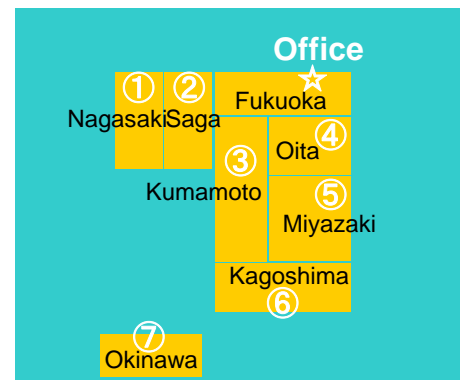 Office
① ②
Fukuoka
Nagasaki Saga
④
Oita
③
Kumamoto
⑤
Miyazaki
Kagoshima
⑥
⑦
Okinawa